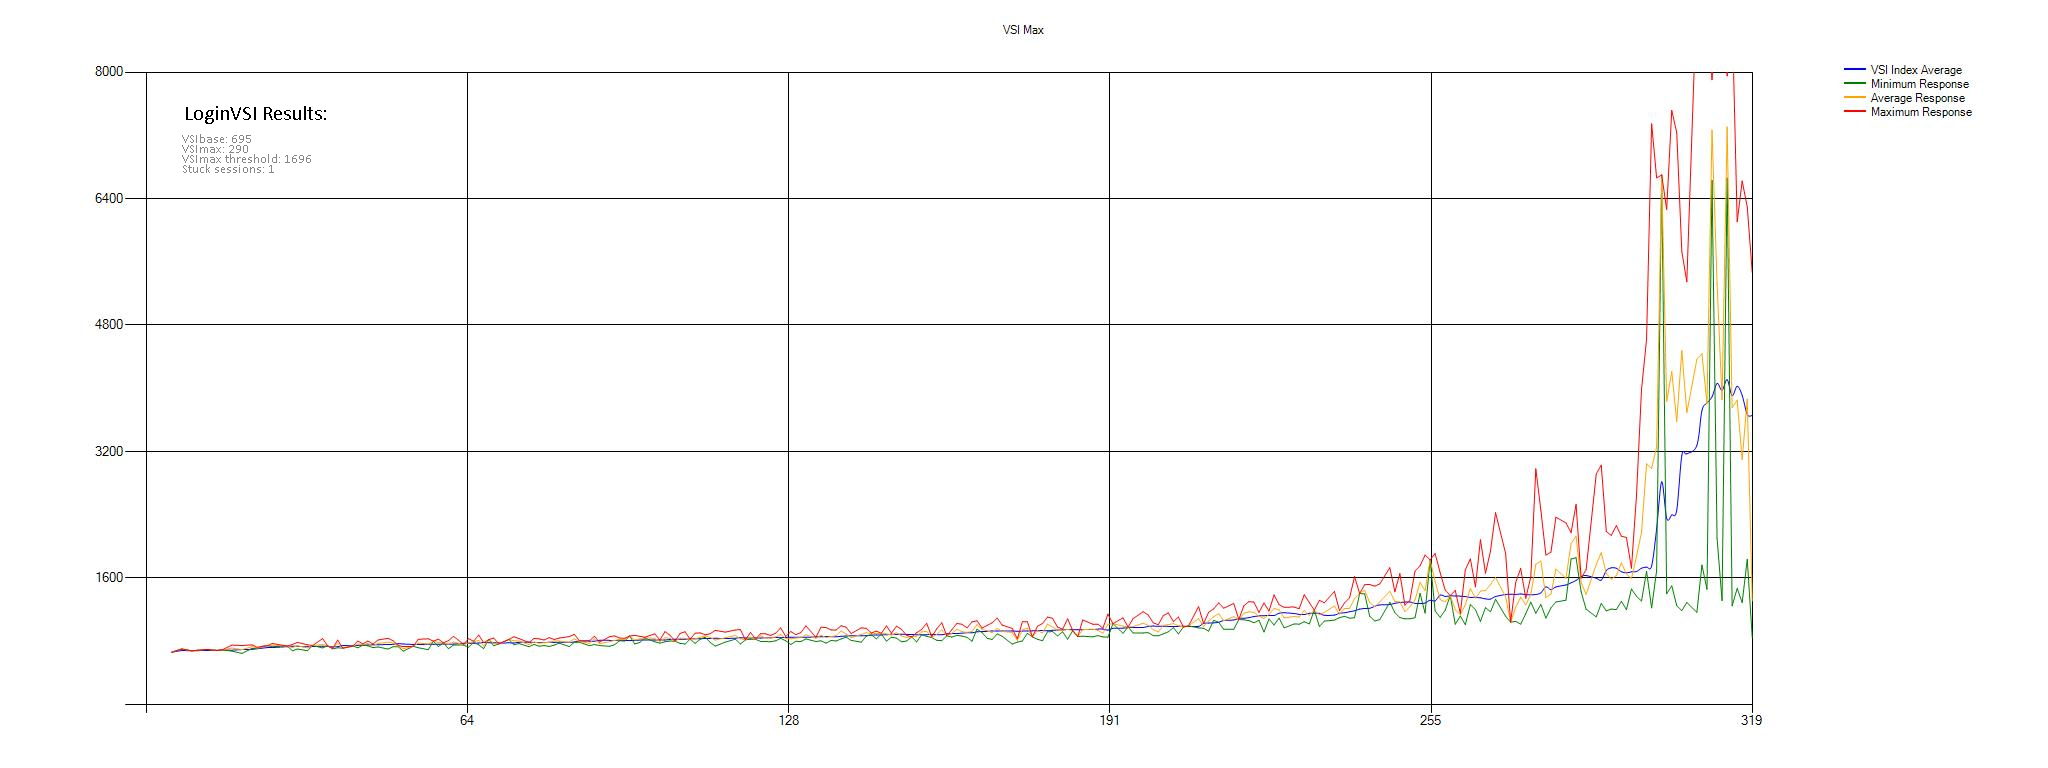 VSI Max
8000
6400
4800
3200
1600
LoginVSI Results:
VSIbase: 695
VSImax: 290
VSImax threshold: 1696
Stuck sessions: 1
VSI Index Average
Minimum Response
Average Response
Maximum Response
64
128
191
255
319